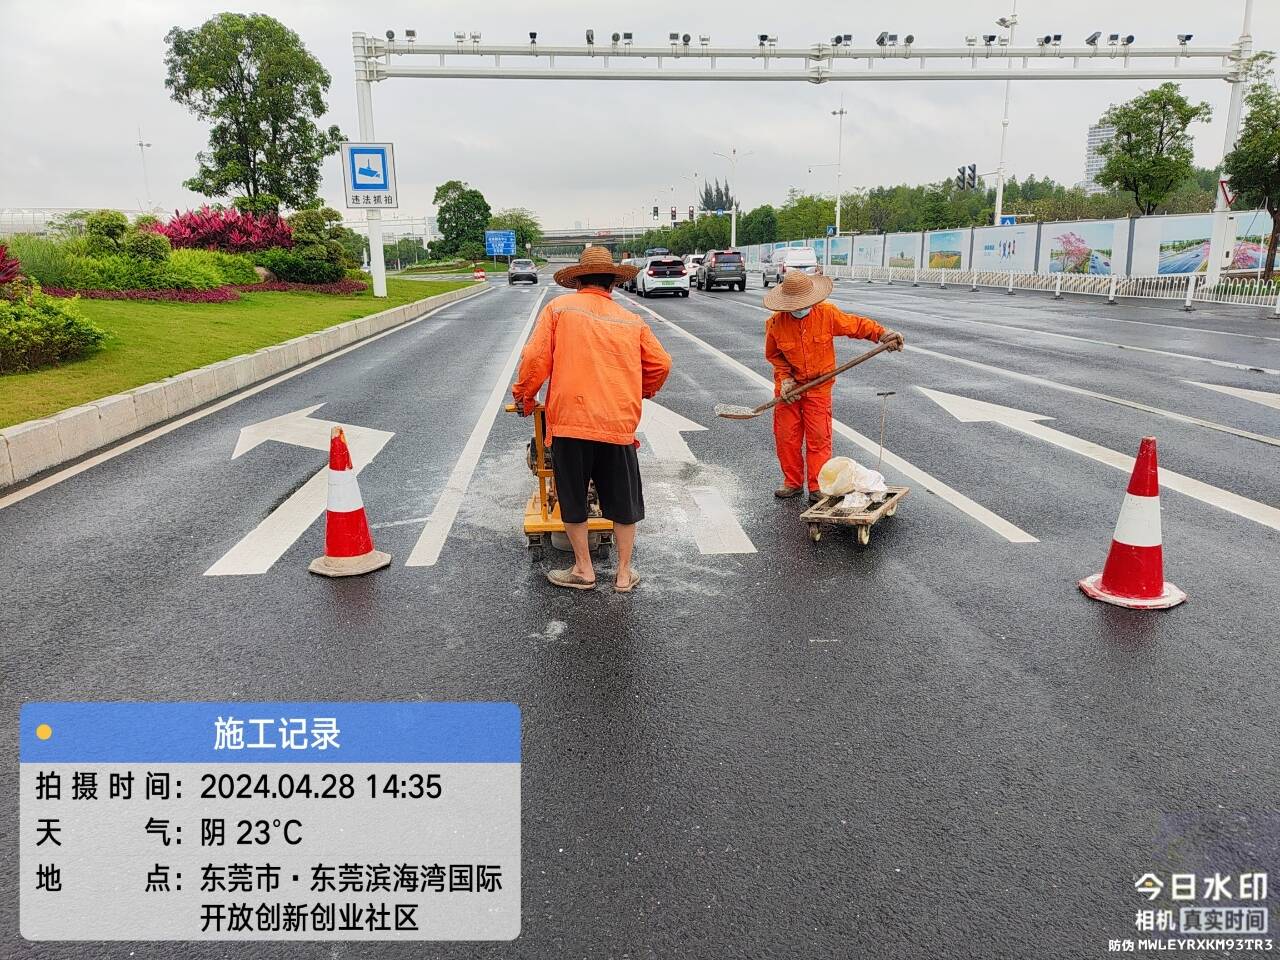 违法抓拍
施工记录
拍摄时间：2024.04.28 14:35
天气：阴 23°C
地点：东莞市·东莞滨海湾国际
开放创新创业社区
今日水印
相机 真实时间
防伪 MWLEYRXKM93TR3